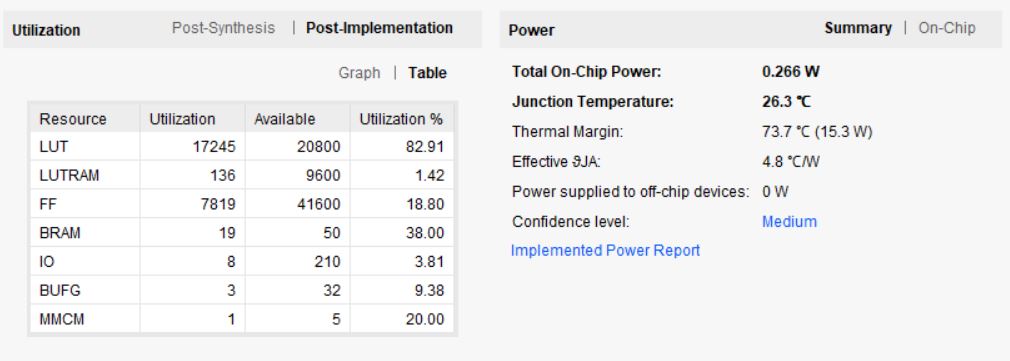 Utilization Post-Synthesis | Post-Implementation
Graph | Table
Resource Utilization Available Utilization %
LUT 17245 20800 82.91
LUTRAM 136 9600 1.42
FF 7819 41600 18.80
BRAM 19 50 38.00
IO 8 210 3.81
BUFG 3 32 9.38
MMCM 1 5 20.00
Power Summary | On-Chip
Total On-Chip Power: 0.266 W
Junction Temperature: 26.3 °C
Thermal Margin: 73.7 °C (15.3 W)
Effective ϑJA: 4.8 °C/W
Power supplied to off-chip devices: 0 W
Confidence level: Medium
Implemented Power Report